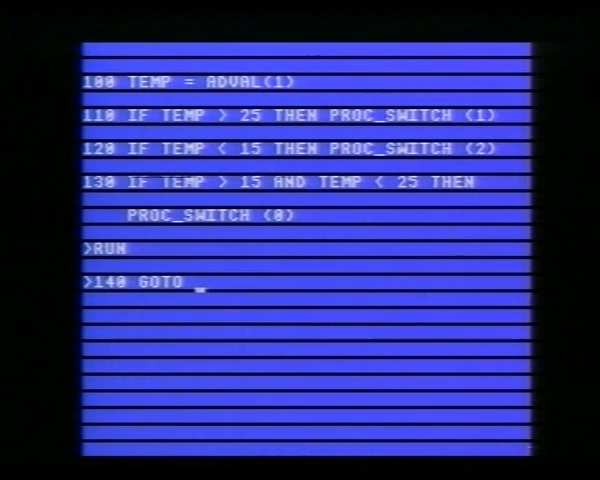 100 TEMP = ADVAL(1)
110 IF TEMP > 25 THEN PROC_SWITCH (1)
120 IF TEMP < 15 THEN PROC_SWITCH (2)
130 IF TEMP > 15 AND TEMP < 25 THEN
PROC_SWITCH (0)
>RUN
>140 GOTO _